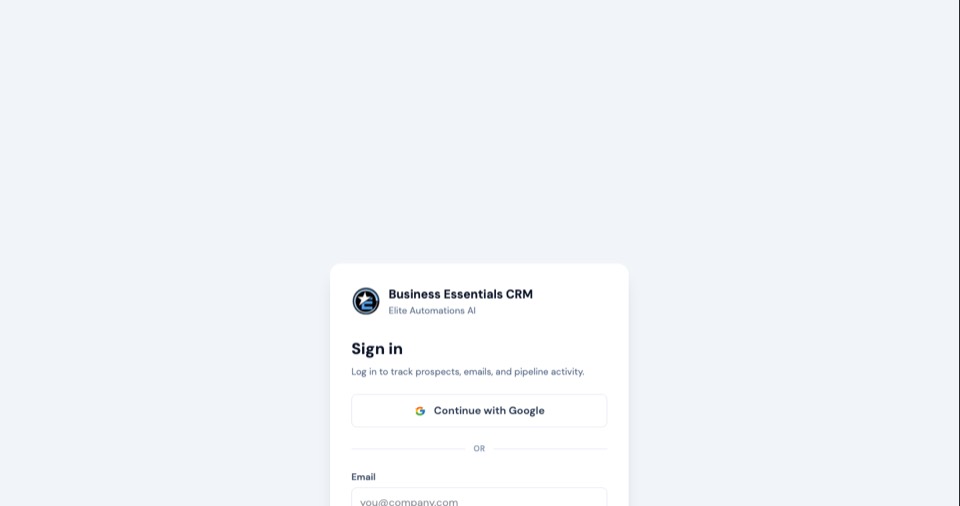 Business Essentials CRM
Elite Automations AI
Sign in
Log in to track prospects, emails, and pipeline activity.
Continue with Google
OR
Email
you@company.com